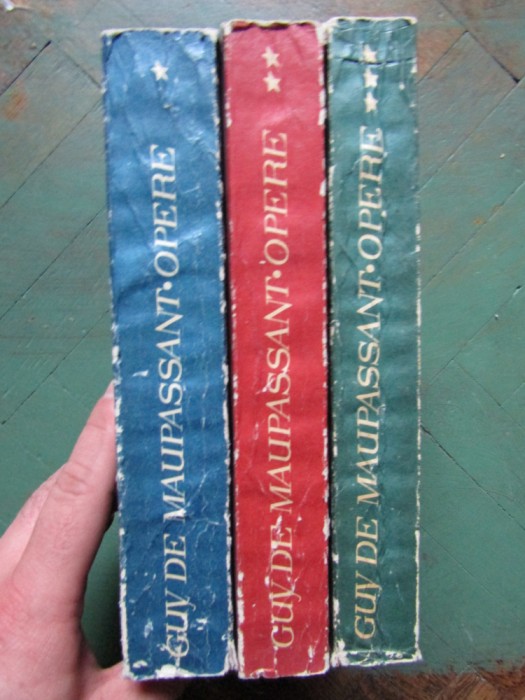 GUY DE MAUPASSANT•OPERE ★
GUY DE MAUPASSANT•OPERE ★★
GUY DE MAUPASSANT•OPERE ★★★